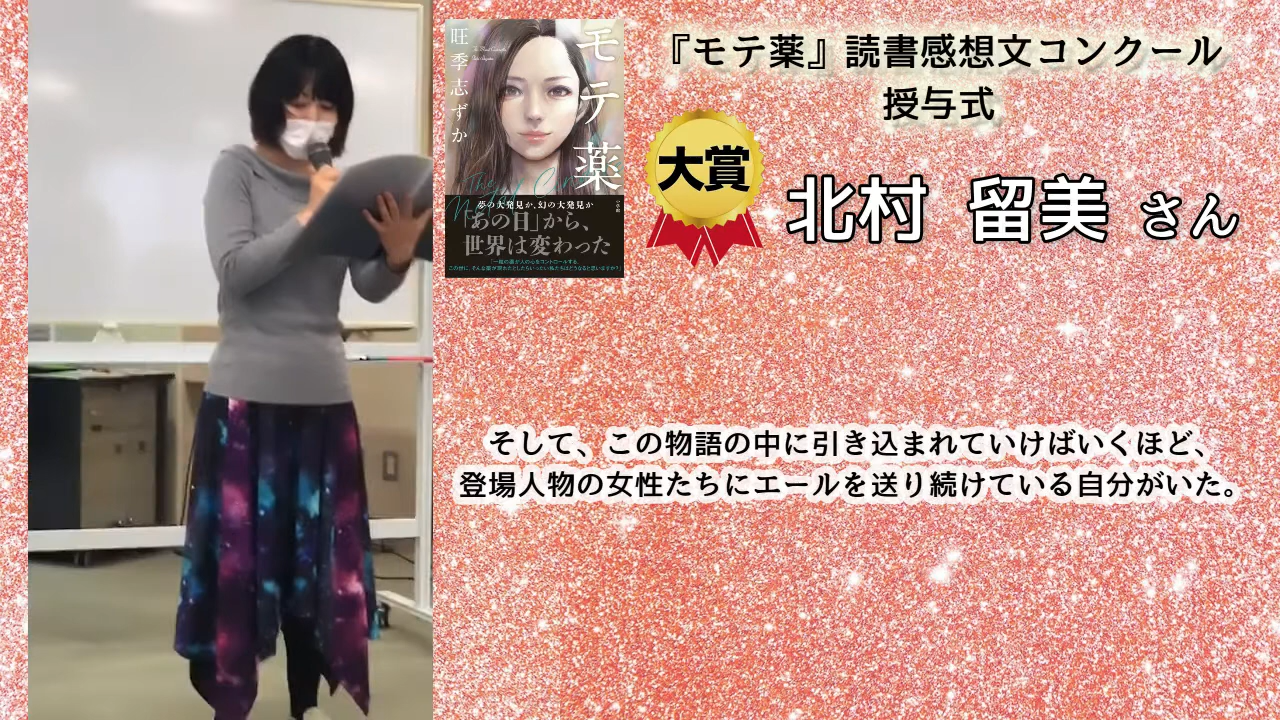 『モテ薬』読書感想文コンクール
授与式
大賞
北村 留美 さん
モテ薬
旺季志ずか
夢の大発見か、幻の大発見か
「あの日」から、
世界は変わった
そして、この物語の中に引き込まれていけばいくほど、
登場人物の女性たちにエールを送り続けている自分がいた。